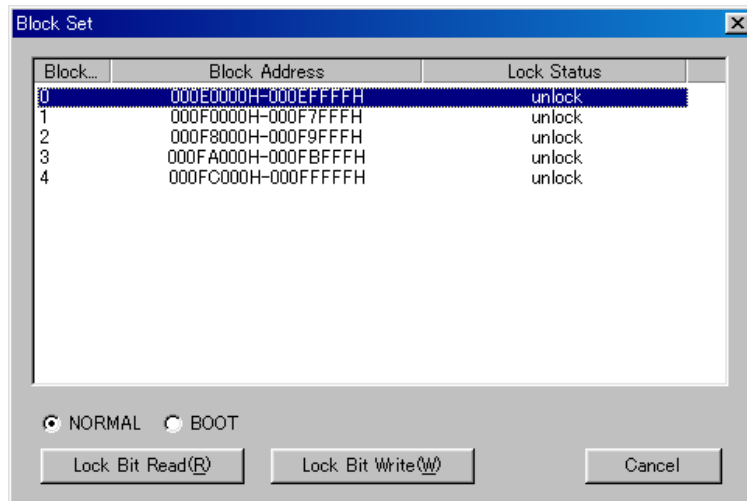 Block Set
Block... Block Address Lock Status
0 000E0000H-000EFFFFH unlock
1 000F0000H-000F7FFFH unlock
2 000F8000H-000F9FFFH unlock
3 000FA000H-000FBFFFH unlock
4 000FC000H-000FFFFFH unlock
NORMAL BOOT
Lock Bit Read(R) Lock Bit Write(W) Cancel